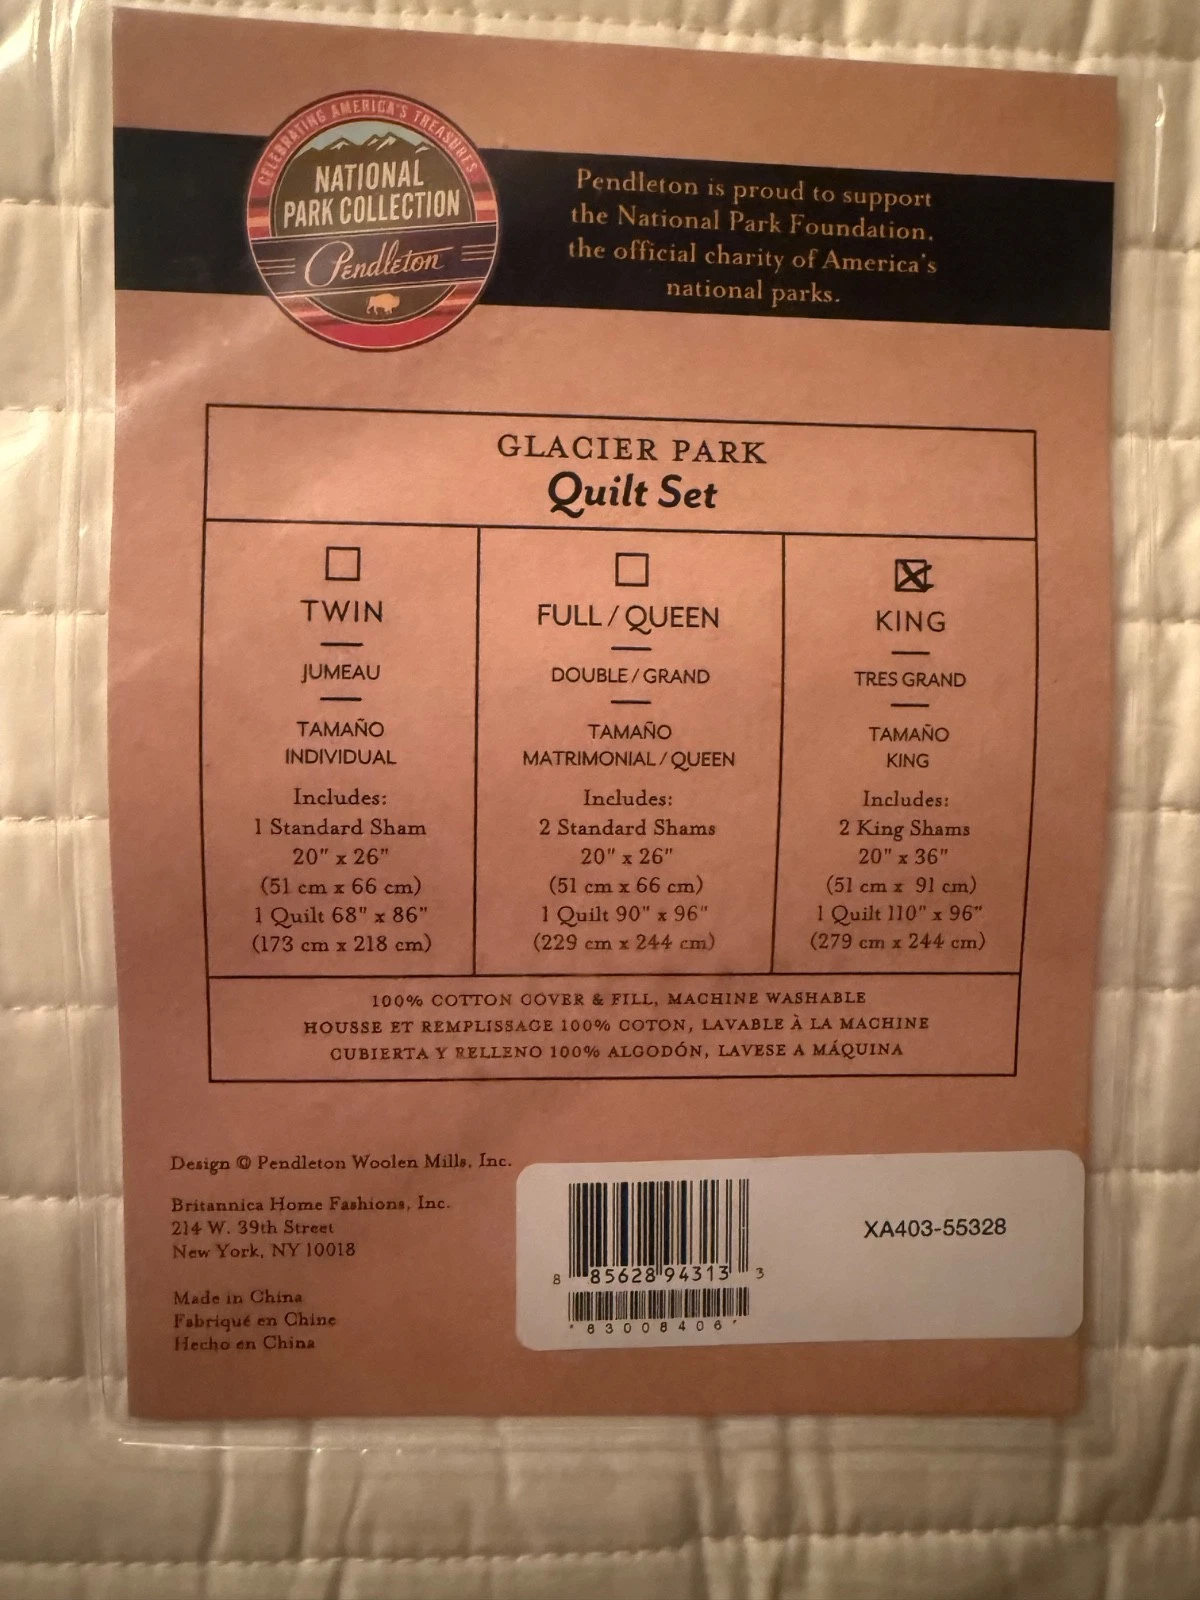 CELEBRATING AMERICA'S TREASURES
NATIONAL
PARK COLLECTION
Pendleton
Pendleton is proud to support
the National Park Foundation,
the official charity of America's
national parks.
GLACIER PARK
Quilt Set
TWIN
JUMEAU
TAMAÑO
INDIVIDUAL
Includes:
1 Standard Sham
20" x 26"
(51 cm x 66 cm)
1 Quilt 68" x 86"
(173 cm x 218 cm)
FULL / QUEEN
DOUBLE / GRAND
TAMAÑO
MATRIMONIAL / QUEEN
Includes:
2 Standard Shams
20" x 26"
(51 cm x 66 cm)
1 Quilt 90" x 96"
(229 cm x 244 cm)
KING
TRES GRAND
TAMAÑO
KING
Includes:
2 King Shams
20" x 36"
(51 cm x 91 cm)
1 Quilt 110" x 96"
(279 cm x 244 cm)
100% COTTON COVER & FILL, MACHINE WASHABLE
HOUSSE ET REMPLISSAGE 100% COTON, LAVABLE À LA MACHINE
CUBIERTA Y RELLENO 100% ALGODÓN, LAVESE A MÁQUINA
Design © Pendleton Woolen Mills, Inc.
Britannica Home Fashions, Inc.
214 W. 39th Street
New York, NY 10018
Made in China
Fabriqué en Chine
Hecho en China
XA403-55328
8 85628 94313 3
*83008406*